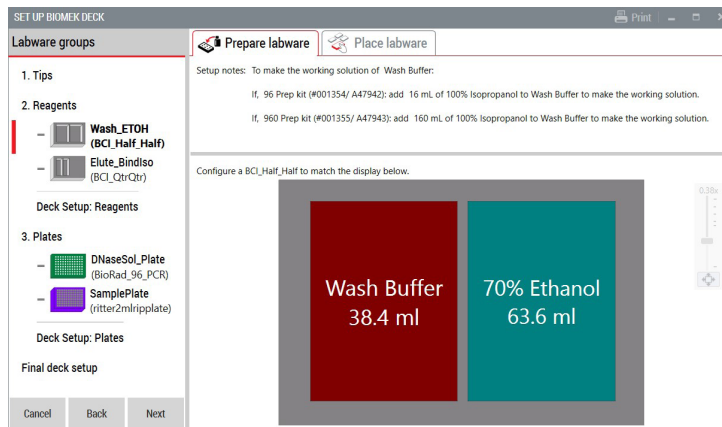 SET UP BIOMEK DECK
Print
Labware groups
Prepare labware
Place labware
1. Tips
2. Reagents
Wash_ETOH
(BCI_Half_Half)
Elute_BindIso
(BCI_QtrQtr)
Deck Setup: Reagents
3. Plates
DNaseSol_Plate
(BioRad_96_PCR)
SamplePlate
(ritter2mlripplate)
Deck Setup: Plates
Final deck setup
Cancel Back Next
Setup notes: To make the working solution of Wash Buffer:
If, 96 Prep kit (#001354/ A47942): add 16 mL of 100% Isopropanol to Wash Buffer to make the working solution.
If, 960 Prep kit (#001355/ A47943): add 160 mL of 100% Isopropanol to Wash Buffer to make the working solution.
Configure a BCI_Half_Half to match the display below.
0.38x
Wash Buffer
38.4 ml
70% Ethanol
63.6 ml